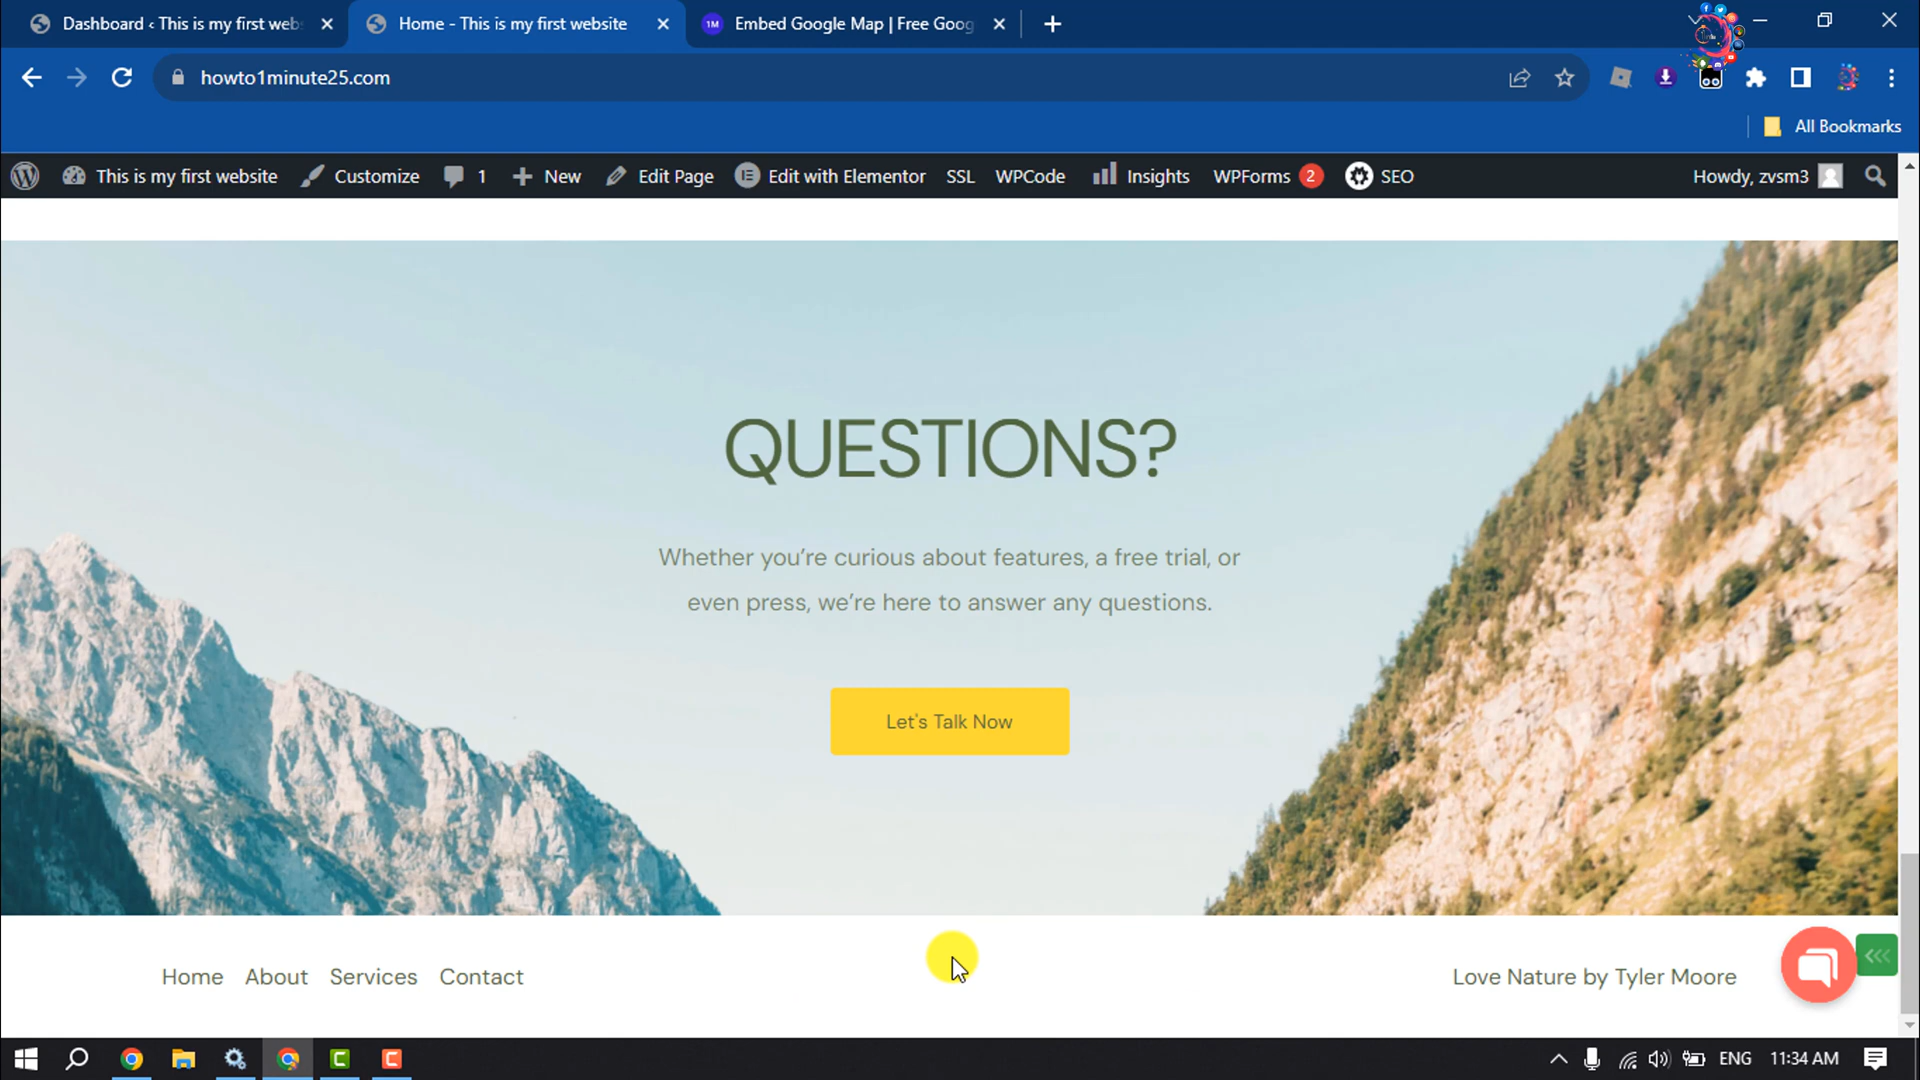 Dashboard ‹ This is my first web
Home - This is my first website
1M
Embed Google Map | Free Goog
howto1minute25.com
All Bookmarks
This is my first website
Customize
1
New
Edit Page
Edit with Elementor
SSL
WPCode
Insights
WPForms 2
SEO
Howdy, zvsm3
QUESTIONS?
Whether you’re curious about features, a free trial, or
even press, we’re here to answer any questions.
Let's Talk Now
Home
About
Services
Contact
Love Nature by Tyler Moore
ENG
11:34 AM